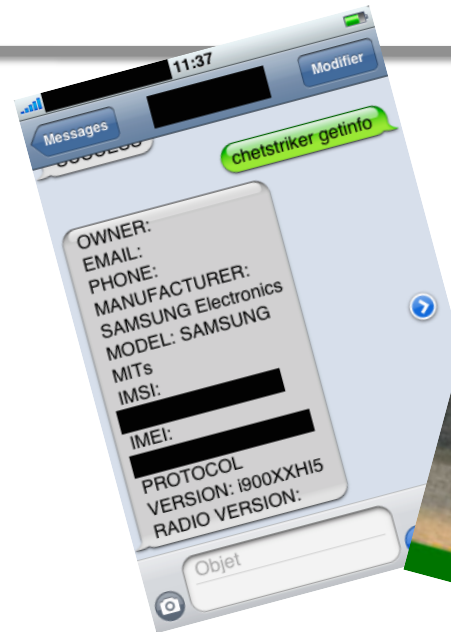 11:37
Messages
Modifier
SUCCESS
chetstriker getinfo
OWNER:
EMAIL:
PHONE:
MANUFACTURER:
SAMSUNG Electronics
MODEL: SAMSUNG
MITs
IMSI:
IMEI:
PROTOCOL
VERSION: i900XXHI5
RADIO VERSION:
Objet